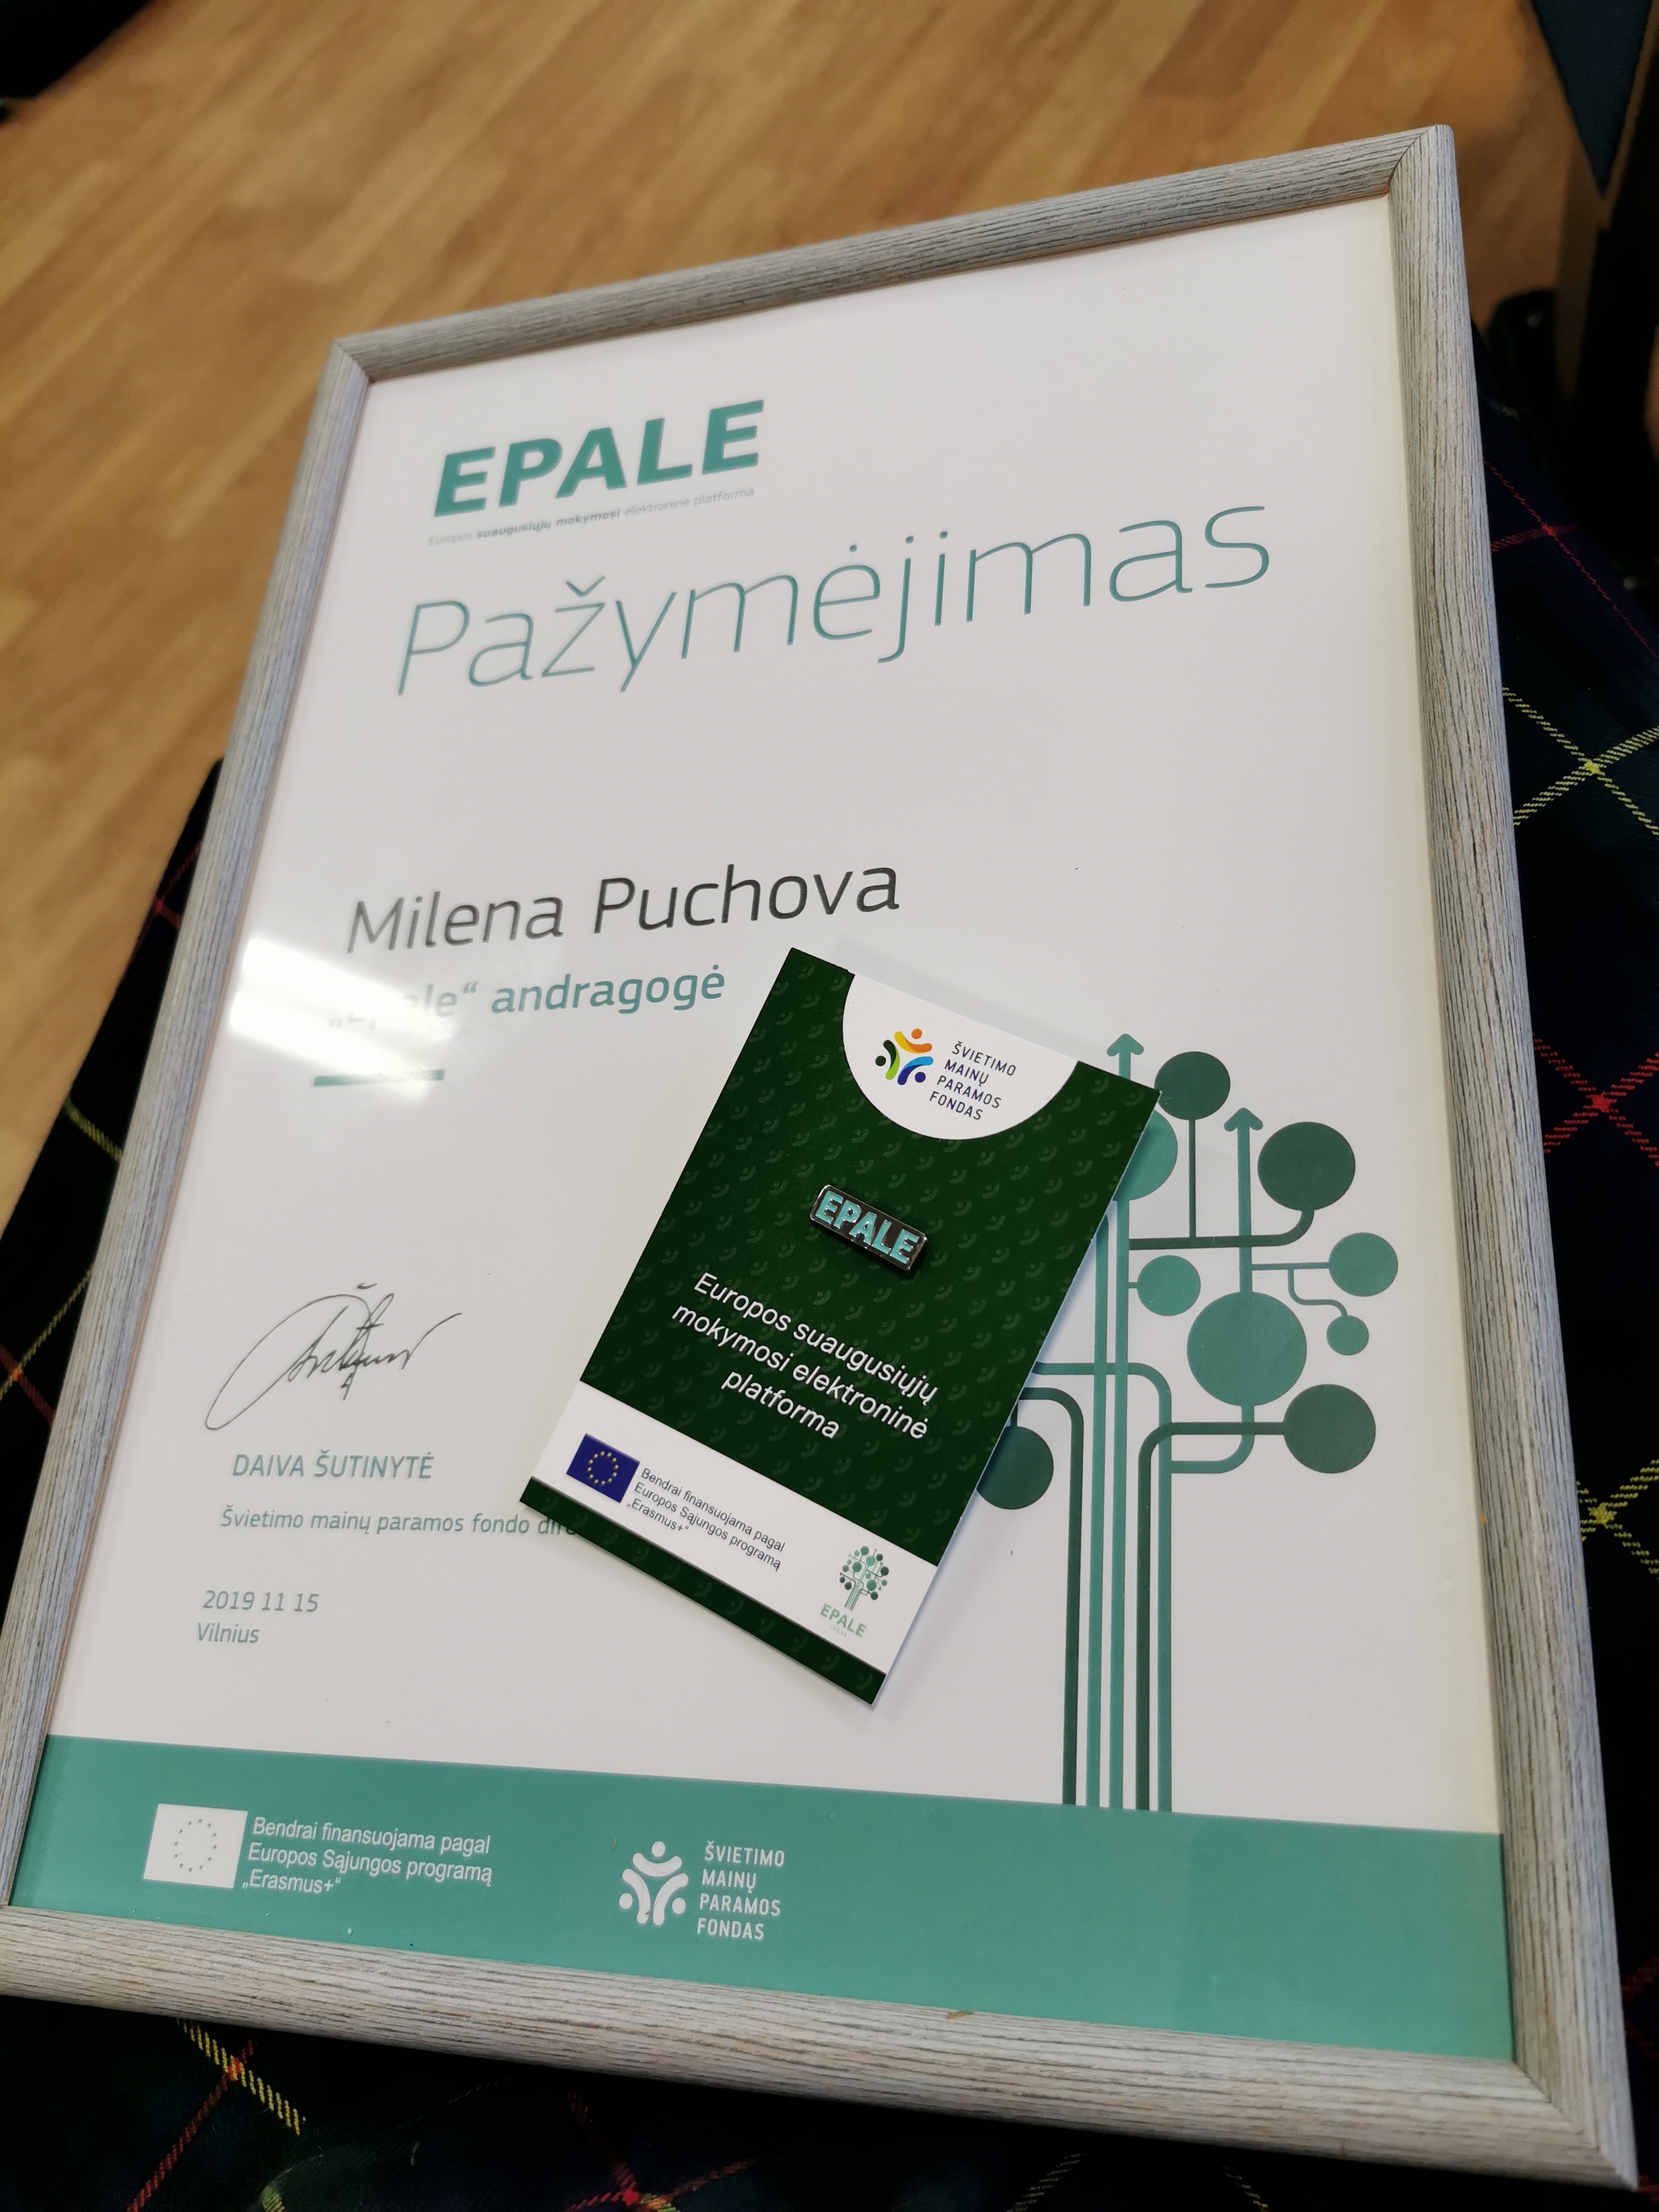 EPALE
Europos suaugusiųjų mokymosi elektroninė platforma
Pažymėjimas
Milena Puchova
andragogė
DAIVA ŠUTINYTĖ
Švietimo mainų paramos fondo
2019 11 15
Vilnius
ŠVIETIMO
MAINŲ
PARAMOS
FONDAS
EPALE
Europos suaugusiųjų
mokymosi elektroninė
platforma
Bendrai finansuojama pagal
Europos Sąjungos programą
„Erasmus+“
EPALE
Bendrai finansuojama pagal
Europos Sąjungos programą
„Erasmus+“
ŠVIETIMO
MAINŲ
PARAMOS
FONDAS